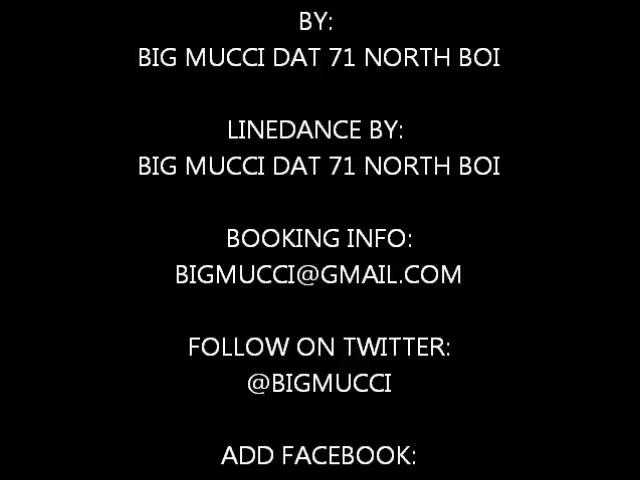 BY:
BIG MUCCI DAT 71 NORTH BOI
LINEDANCE BY:
BIG MUCCI DAT 71 NORTH BOI
BOOKING INFO:
BIGMUCCI@GMAIL.COM
FOLLOW ON TWITTER:
@BIGMUCCI
ADD FACEBOOK: